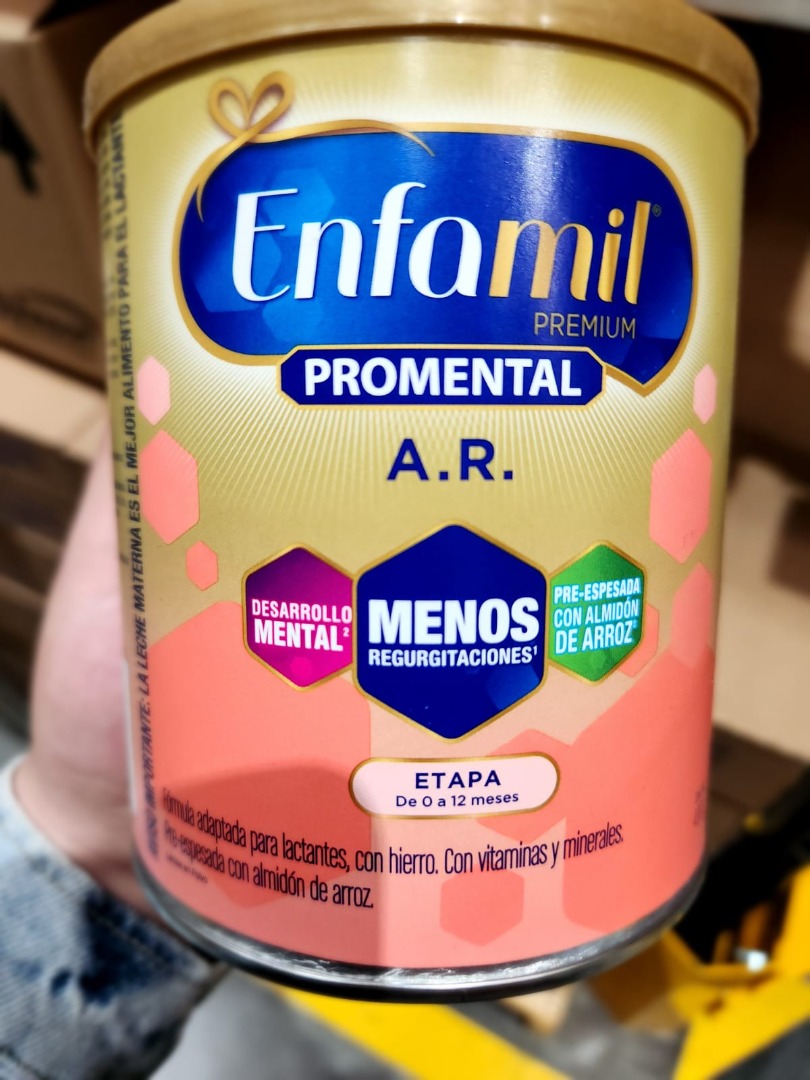 Enfamil®
PREMIUM
PROMENTAL
A.R.
DESARROLLO
MENTAL²
MENOS
REGURGITACIONES¹
PRE-ESPESADA
CON ALMIDÓN
DE ARROZ
ETAPA
De 0 a 12 meses
Fórmula adaptada para lactantes, con hierro. Con vitaminas y minerales.
Pre-espesada con almidón de arroz.
AVISO IMPORTANTE: LA LECHE MATERNA ES EL MEJOR ALIMENTO PARA EL LACTANTE